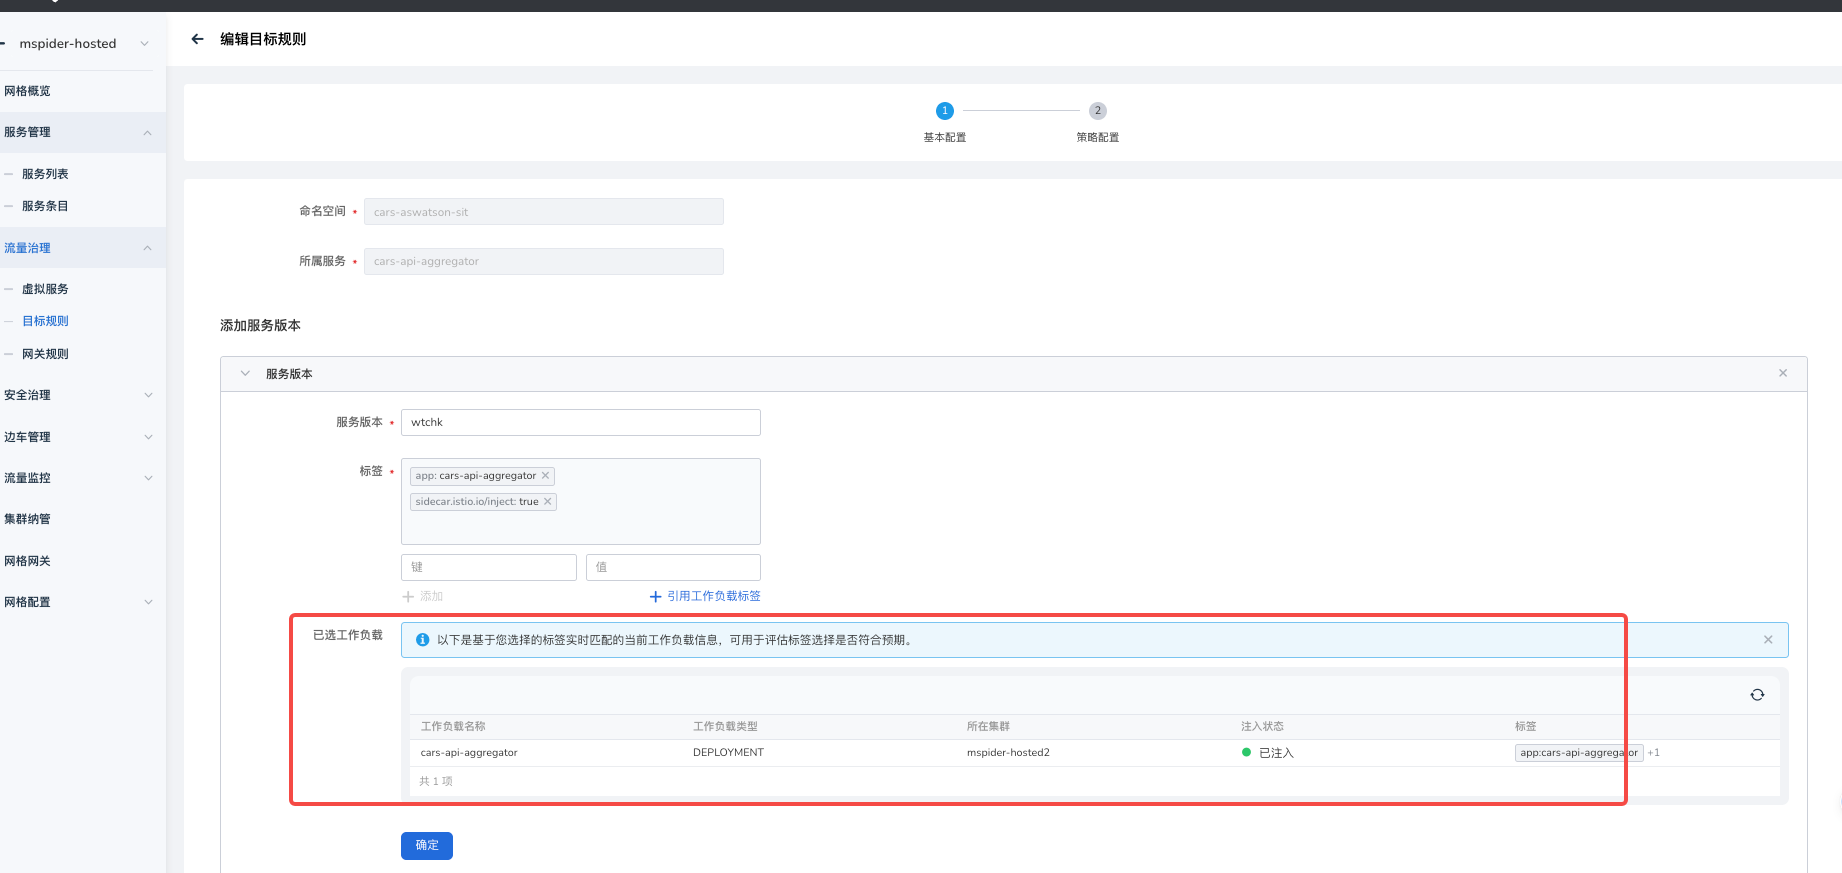 mspider-hosted
网格概览
服务管理
服务列表
服务条目
流量治理
虚拟服务
目标规则
网关规则
安全治理
边车管理
流量监控
集群纳管
网格网关
网格配置
编辑目标规则
1
2
基本配置
策略配置
命名空间 • cars-aswatson-sit
所属服务 • cars-api-aggregator
添加服务版本
服务版本
服务版本 • wtchk
标签 • app: cars-api-aggregator ×
sidecar.istio.io/inject: true ×
键 值
+ 添加 + 引用工作负载标签
已选工作负载 以下是基于您选择的标签实时匹配的当前工作负载信息，可用于评估标签选择是否符合预期。
工作负载名称 工作负载类型 所在集群 注入状态 标签
cars-api-aggregator DEPLOYMENT mspider-hosted2 已注入 app:cars-api-aggregator +1
共 1 项
确定